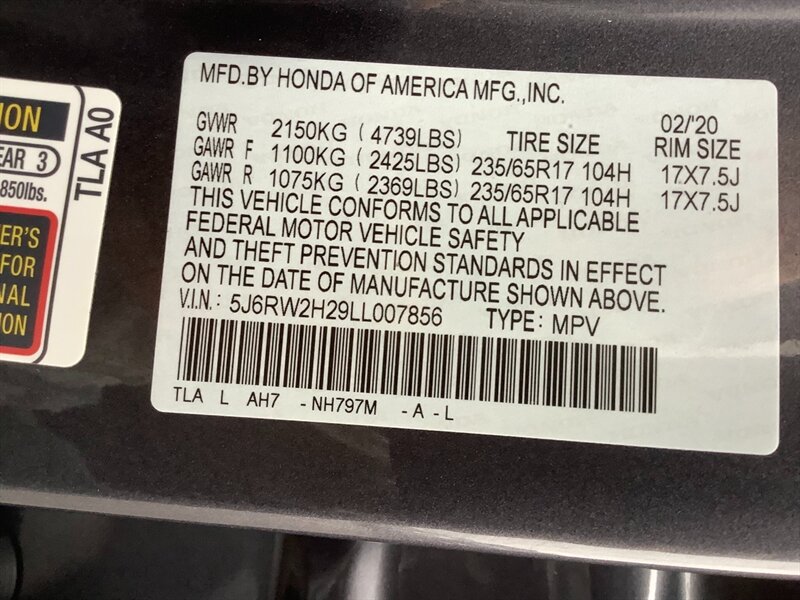 ION
EAR 3
850lbs.
ER'S
FOR
NAL
ION
TLA A0
MFD.BY HONDA OF AMERICA MFG.,INC.
02/'20
GVWR 2150KG ( 4739LBS) TIRE SIZE RIM SIZE
GAWR F 1100KG ( 2425LBS) 235/65R17 104H 17X7.5J
GAWR R 1075KG ( 2369LBS) 235/65R17 104H 17X7.5J
THIS VEHICLE CONFORMS TO ALL APPLICABLE
FEDERAL MOTOR VEHICLE SAFETY
AND THEFT PREVENTION STANDARDS IN EFFECT
ON THE DATE OF MANUFACTURE SHOWN ABOVE.
V.I.N.: 5J6RW2H29LL007856 TYPE: MPV
TLA L AH7 -NH797M -A-L